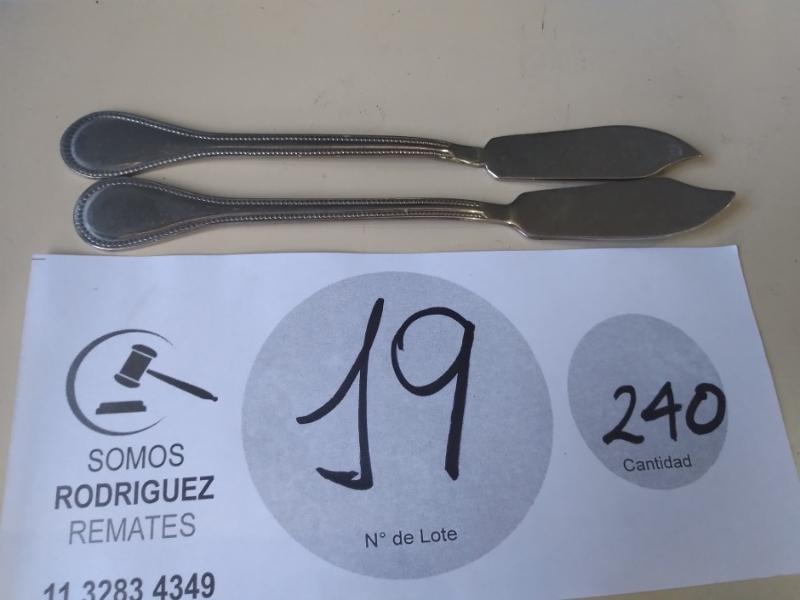 19
N° de Lote
240
Cantidad
SOMOS
RODRIGUEZ
REMATES
11 3283 4349